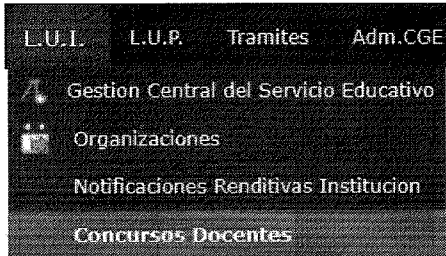 L.U.I. L.U.P. Tramites Adm.CGE
Gestion Central del Servicio Educativo
Organizaciones
Notificaciones Renditivas Institucion
Concursos Docentes